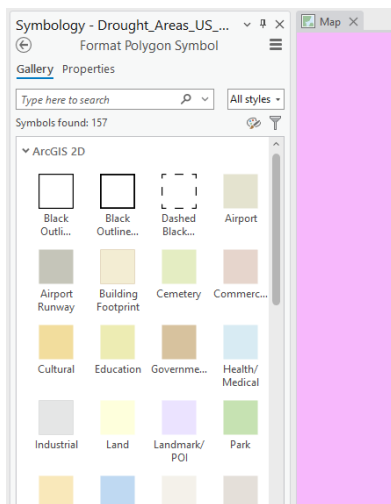 Symbology - Drought_Areas_US_...
Map
Format Polygon Symbol
Gallery Properties
Type here to search
All styles
Symbols found: 157
ArcGIS 2D
Black Outli...
Black Outline...
Dashed Black...
Airport
Airport Runway
Building Footprint
Cemetery
Commerc...
Cultural
Education
Governme...
Health/ Medical
Industrial
Land
Landmark/ POI
Park